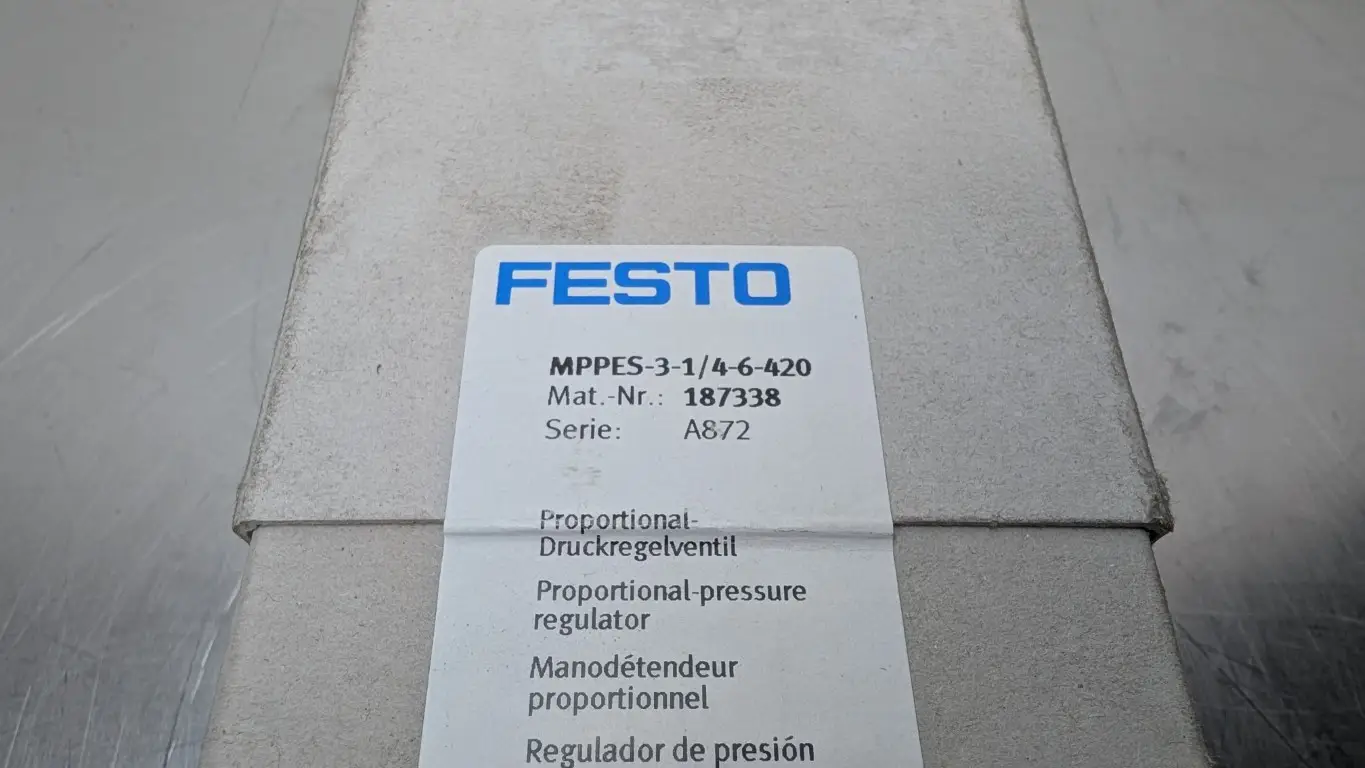 FESTO
MPPES-3-1/4-6-420
Mat.-Nr.: 187338
Serie: A872
Proportional-
Druckregelventil
Proportional-pressure
regulator
Manodétendeur
proportionnel
Regulador de presión